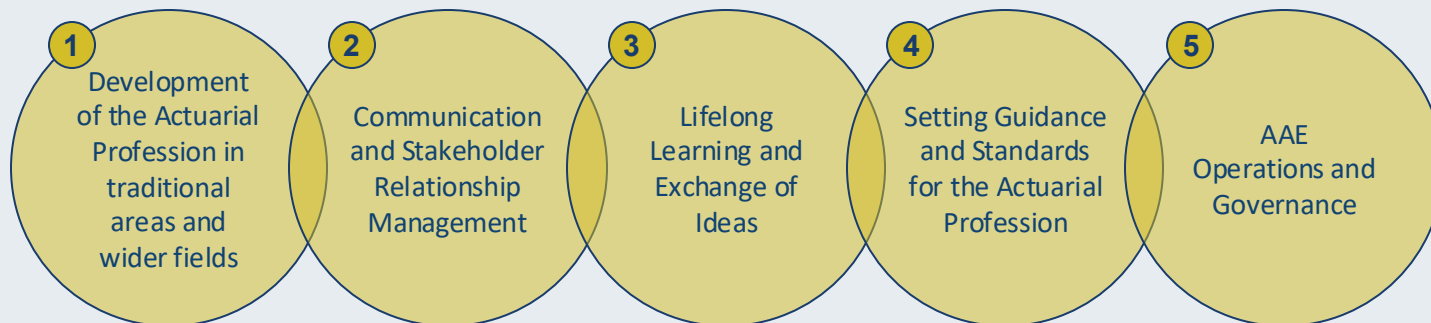 1
Development
of the Actuarial
Profession in
traditional
areas and
wider fields
2
Communication
and Stakeholder
Relationship
Management
3
Lifelong
Learning and
Exchange of
Ideas
4
Setting Guidance
and Standards
for the Actuarial
Profession
5
AAE
Operations and
Governance